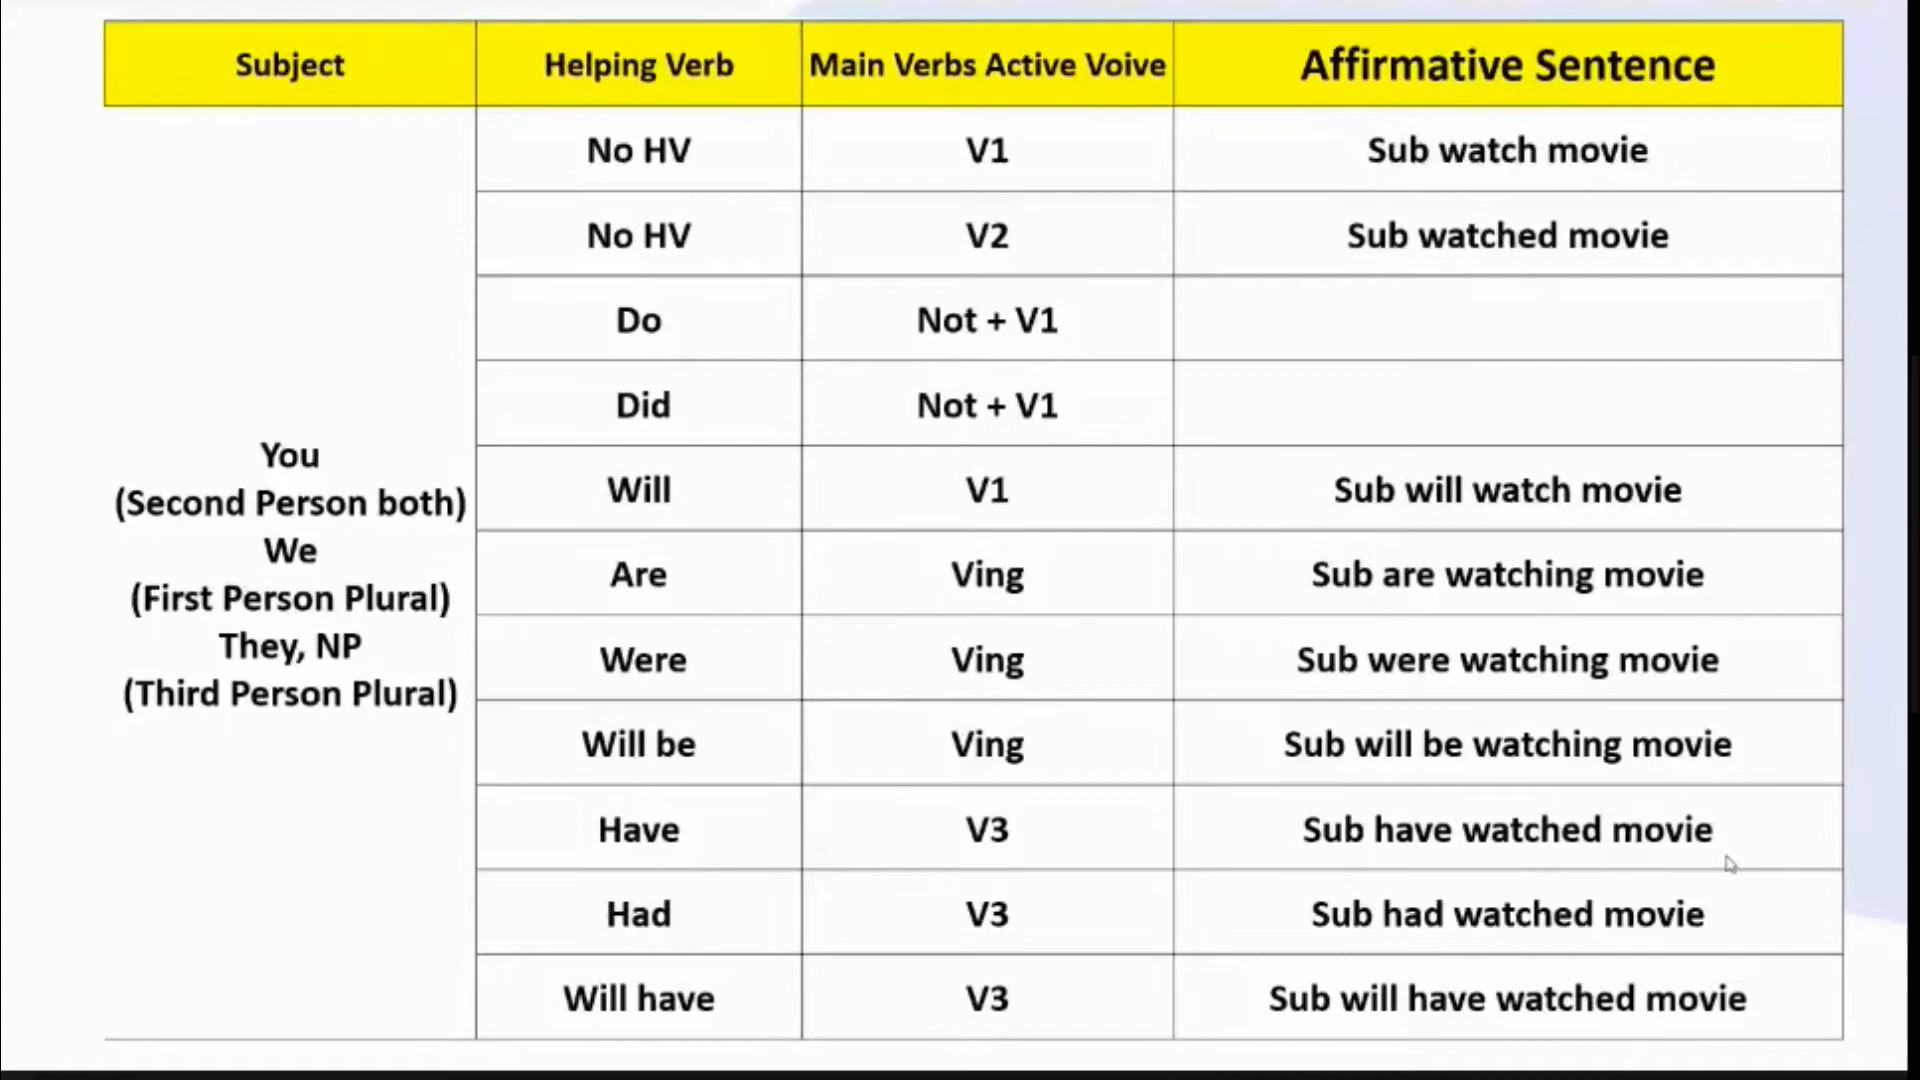 Subject Helping Verb Main Verbs Active Voive Affirmative Sentence
No HV V1 Sub watch movie
No HV V2 Sub watched movie
Do Not + V1
Did Not + V1
You
(Second Person both)
We
(First Person Plural)
They, NP
(Third Person Plural)
Will V1 Sub will watch movie
Are Ving Sub are watching movie
Were Ving Sub were watching movie
Will be Ving Sub will be watching movie
Have V3 Sub have watched movie
Had V3 Sub had watched movie
Will have V3 Sub will have watched movie